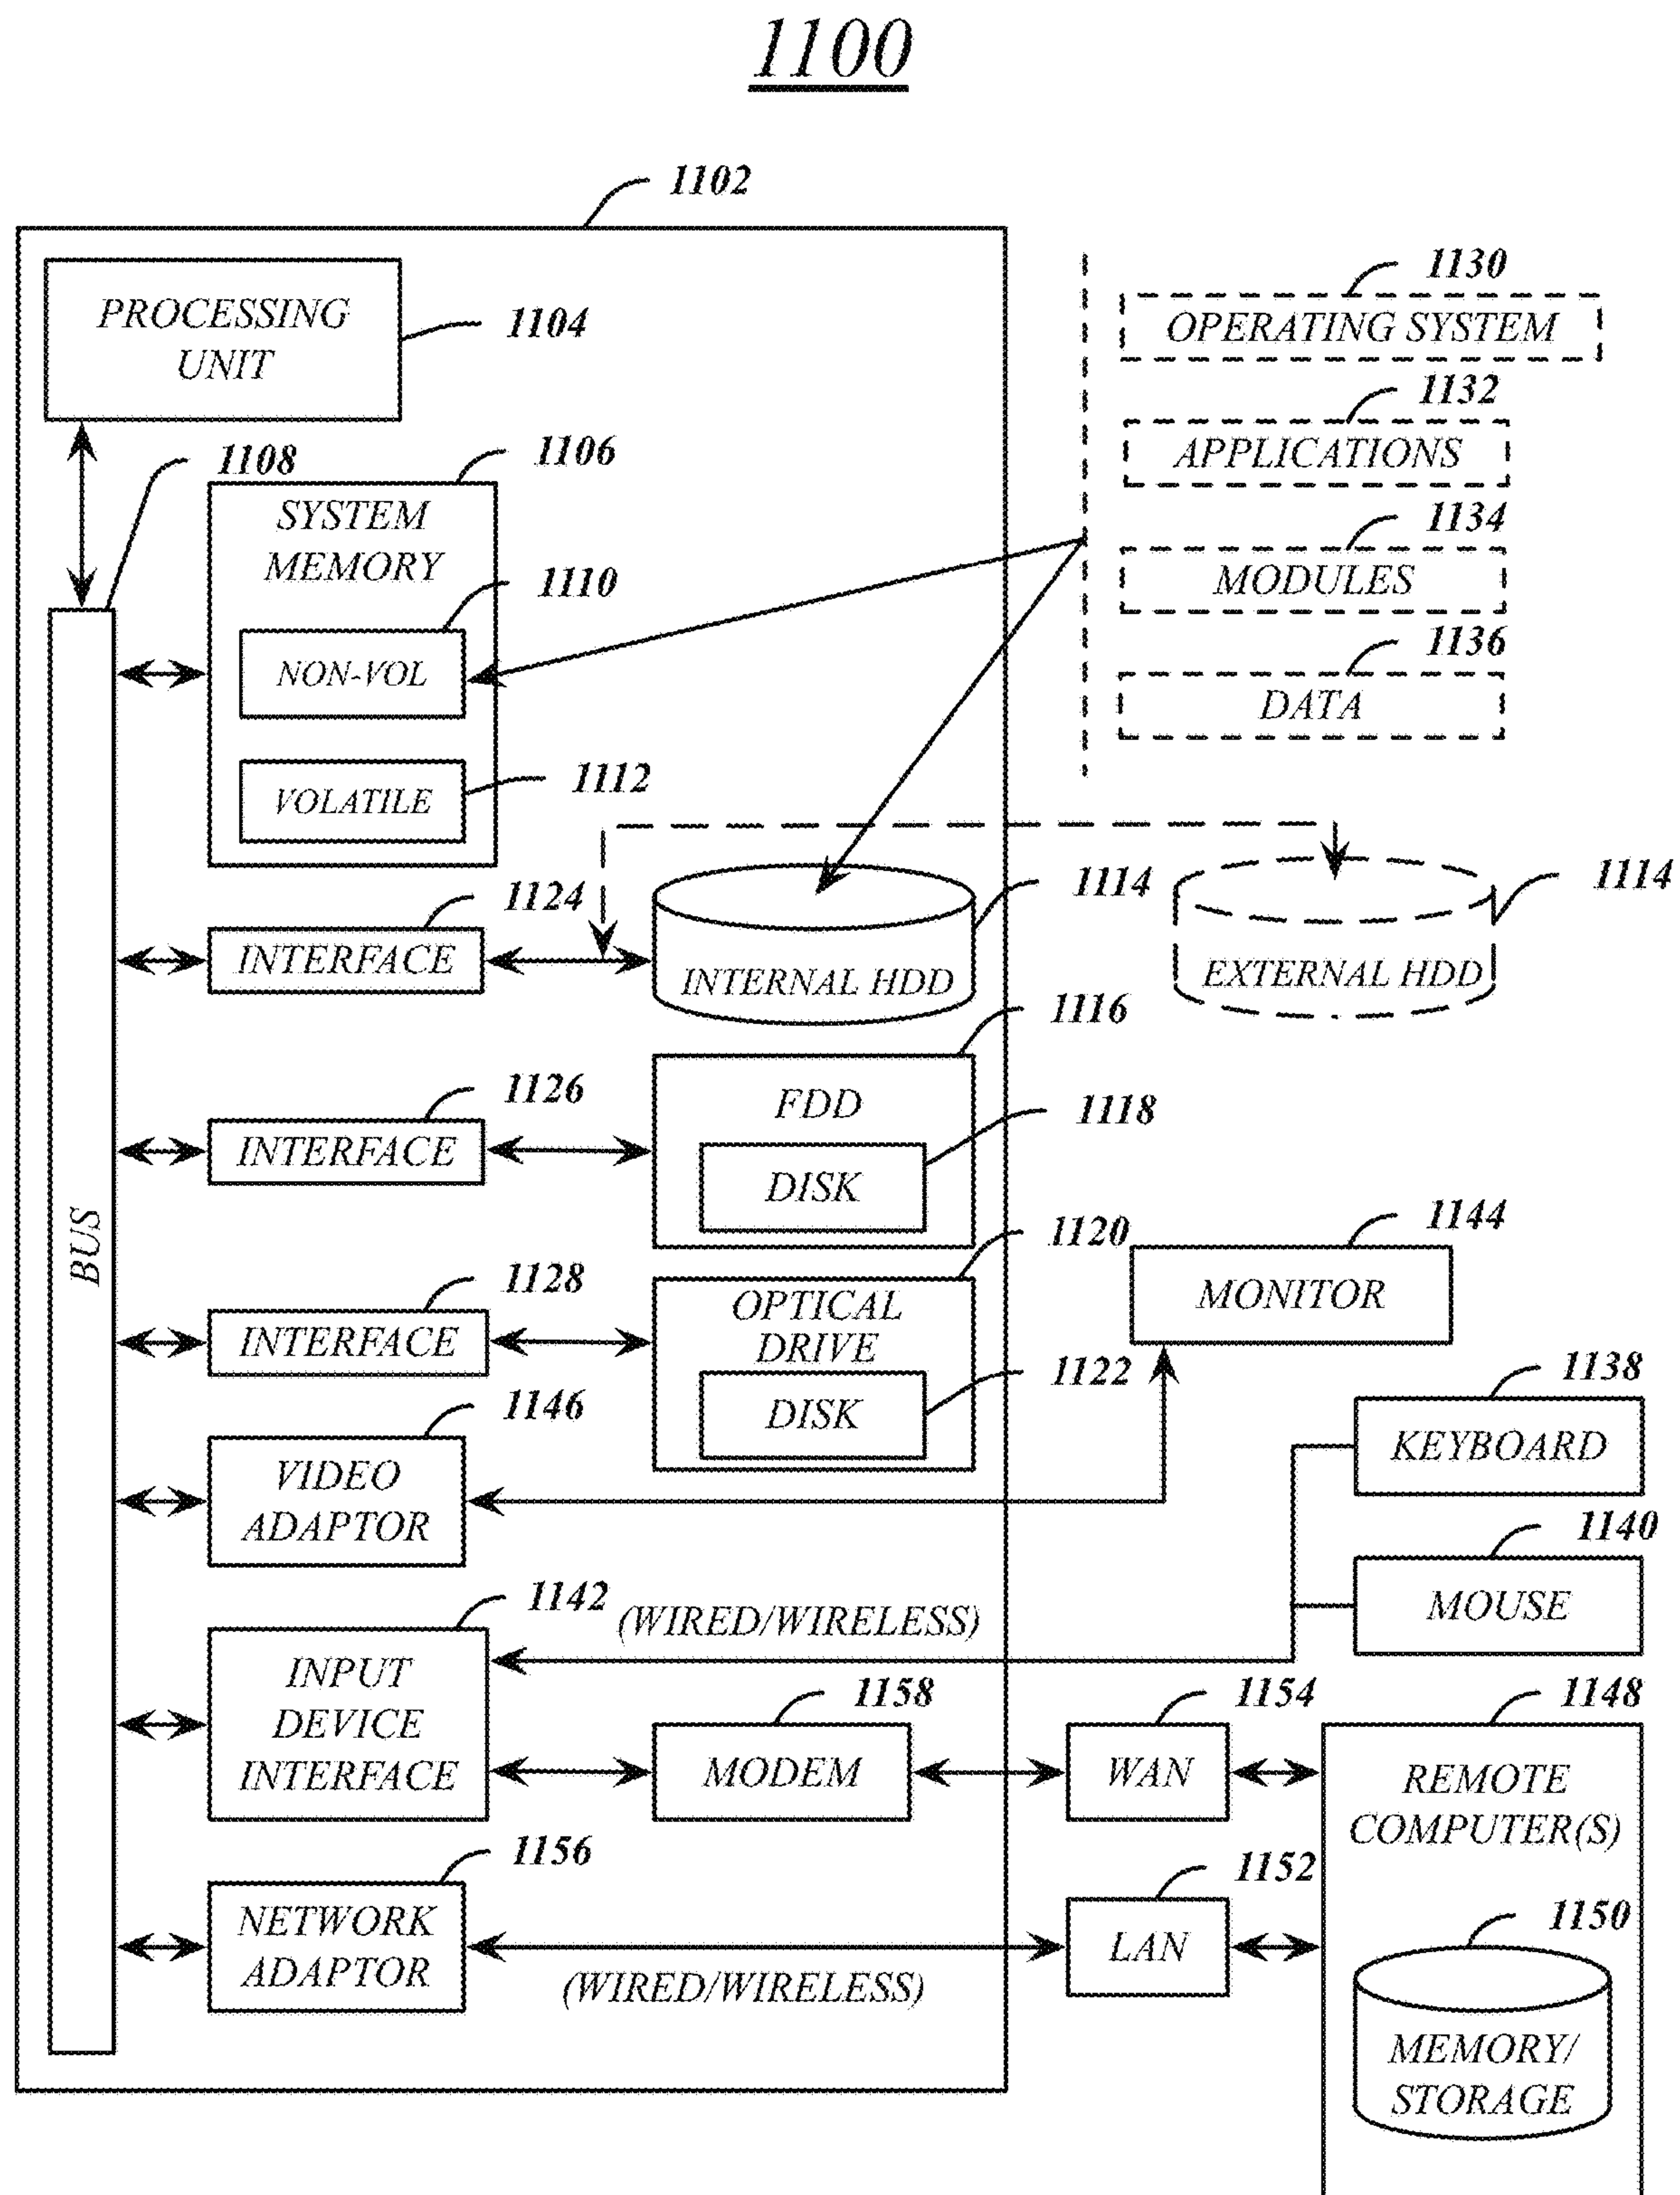 1100
1102
PROCESSING
UNIT
1104
1130
OPERATING SYSTEM
1132
APPLICATIONS
1134
MODULES
1136
DATA
1108
1106
SYSTEM
MEMORY
1110
NON-VOL
1112
VOLATILE
1124
INTERFACE
1114
INTERNAL HDD
1114
EXTERNAL HDD
1116
FDD
1126
INTERFACE
1118
DISK
BUS
1120
OPTICAL
DRIVE
1128
INTERFACE
1122
DISK
1144
MONITOR
1146
VIDEO
ADAPTOR
1138
KEYBOARD
1140
MOUSE
1142
(WIRED/WIRELESS)
INPUT
DEVICE
INTERFACE
1158
MODEM
1154
WAN
1148
REMOTE
COMPUTER(S)
1156
NETWORK
ADAPTOR
(WIRED/WIRELESS)
1152
LAN
1150
MEMORY/
STORAGE